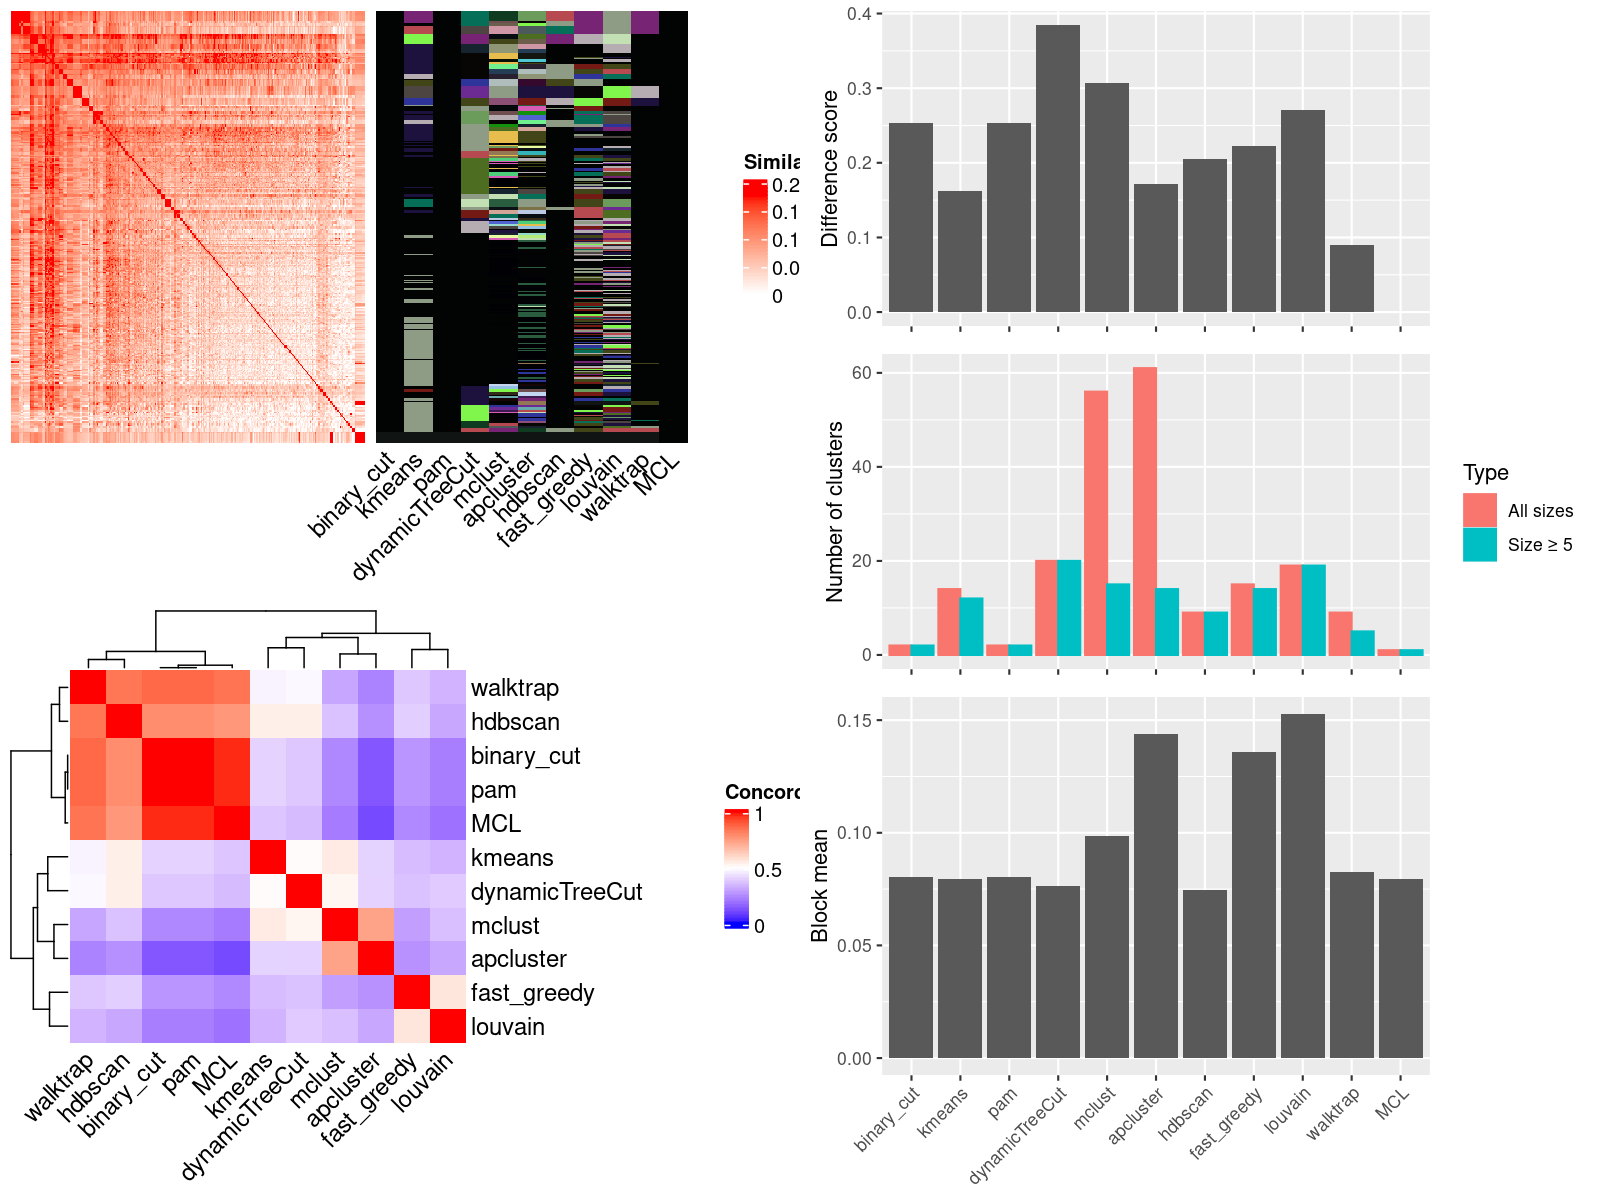 Simila
0.2
0.1
0.1
0.0
0
binary_cut
kmeans
pam
dynamicTreeCut
mclust
apcluster
hdbscan
fast_greedy
louvain
walktrap
MCL
walktrap
hdbscan
binary_cut
pam
MCL
kmeans
dynamicTreeCut
mclust
apcluster
fast_greedy
louvain
walktrap
hdbscan
binary_cut
pam
MCL
kmeans
dynamicTreeCut
mclust
apcluster
fast_greedy
louvain
Concord
1
0.5
0
Difference score
0.4
0.3
0.2
0.1
0.0
Number of clusters
60
40
20
0
Type
All sizes
Size ≥ 5
Block mean
0.15
0.10
0.05
0.00
binary_cut
kmeans
pam
dynamicTreeCut
mclust
apcluster
hdbscan
fast_greedy
louvain
walktrap
MCL